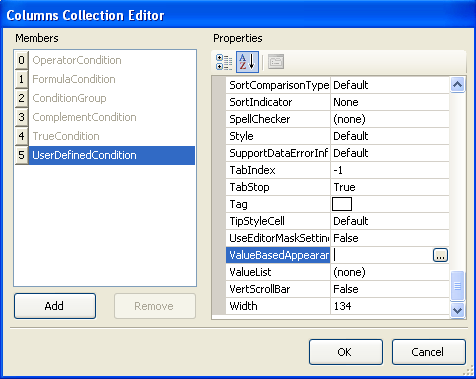 Columns Collection Editor
Members
0 OperatorCondition
1 FormulaCondition
2 ConditionGroup
3 ComplementCondition
4 TrueCondition
5 UserDefinedCondition
Add
Remove
Properties
SortComparisonType Default
SortIndicator None
SpellChecker (none)
Style Default
SupportDataErrorInf Default
TabIndex -1
TabStop True
Tag
TipStyleCell Default
UseEditorMaskSetting False
ValueBasedAppearan ...
ValueList (none)
VertScrollBar False
Width 134
OK
Cancel